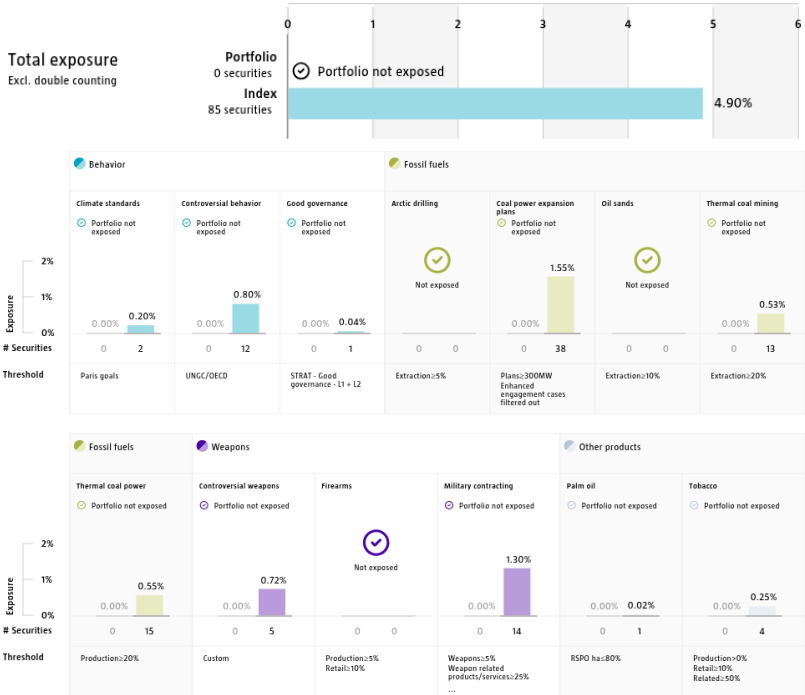 0 1 2 3 4 5 6
Total exposure
Excl. double counting
Portfolio
0 securities
Portfolio not exposed
Index
85 securities
4.90%
Behavior
Fossil fuels
Climate standards
Portfolio not
exposed
Controversial behavior
Portfolio not
exposed
Good governance
Portfolio not
exposed
Arctic drilling
Not exposed
Coal power expansion
plans
Portfolio not
exposed
Oil sands
Not exposed
Thermal coal mining
Portfolio not
exposed
Exposure
2%
1%
0%
0.00% 0.20%
0.00% 0.80%
0.00% 0.04%
0.00% 1.55%
0.00% 0.53%
# Securities 0 2 0 12 0 1 0 0 0 38 0 0 0 13
Threshold
Paris goals
UNGC/OECD
STRAT - Good
governance - L1 + L2
Extraction≥5%
Plans≥300MW
Enhanced
engagement cases
filtered out
Extraction≥10%
Extraction≥20%
Fossil fuels
Weapons
Other products
Thermal coal power
Portfolio not exposed
Controversial weapons
Portfolio not exposed
Firearms
Not exposed
Military contracting
Portfolio not exposed
Palm oil
Portfolio not exposed
Tobacco
Portfolio not exposed
Exposure
2%
1%
0%
0.00% 0.55%
0.00% 0.72%
0.00% 1.30%
0.00% 0.02%
0.00% 0.25%
# Securities 0 15 0 5 0 0 0 14 0 1 0 4
Threshold
Production≥20%
Custom
Production≥5%
Retail≥10%
Weapons≥5%
Weapon related
products/services≥25%
...
RSPO ha≤80%
Production>0%
Retail≥10%
Related≥50%